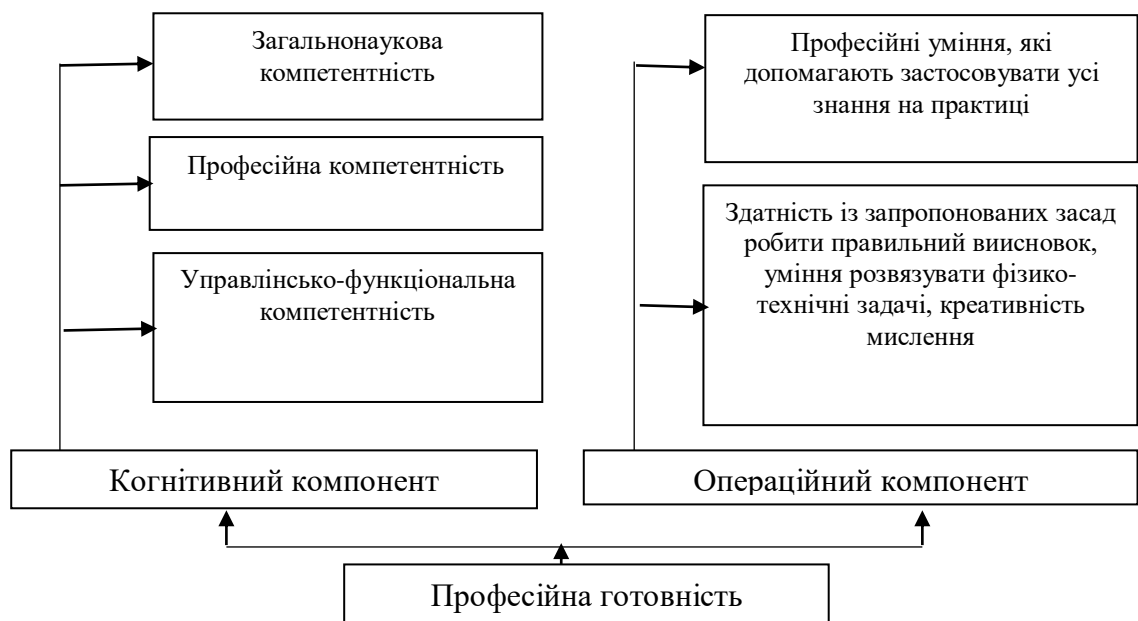 Загальнонаукова
компетентність
Професійна компетентність
Управлінсько-функціональна
компетентність
Когнітивний компонент
Професійні уміння, які
допомагають застосовувати усі
знання на практиці
Здатність із запропонованих засад
робити правильний виисновок,
уміння розвязувати фізико-
технічні задачі, креативність
мислення
Операційний компонент
Професійна готовність